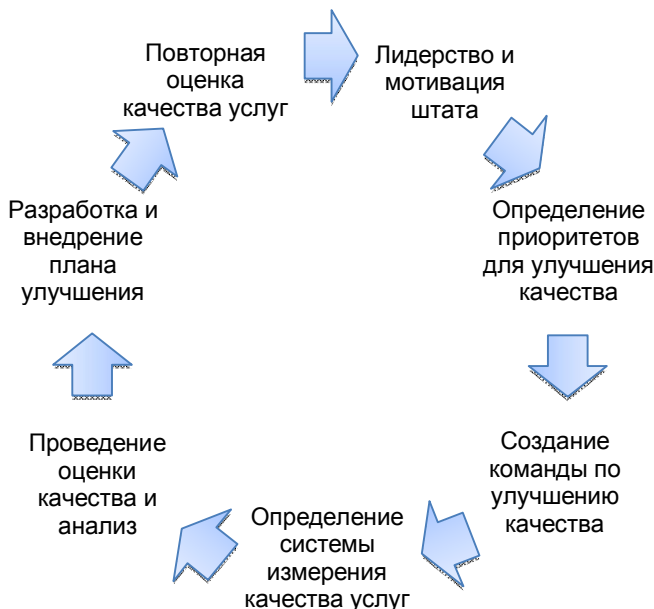 Повторная
оценка
качества услуг
Лидерство и
мотивация
штата
Определение
приоритетов
для улучшения
качества
Создание
команды по
улучшению
качества
Определение
системы
измерения
качества услуг
Проведение
оценки
качества и
анализ
Разработка и
внедрение
плана
улучшения